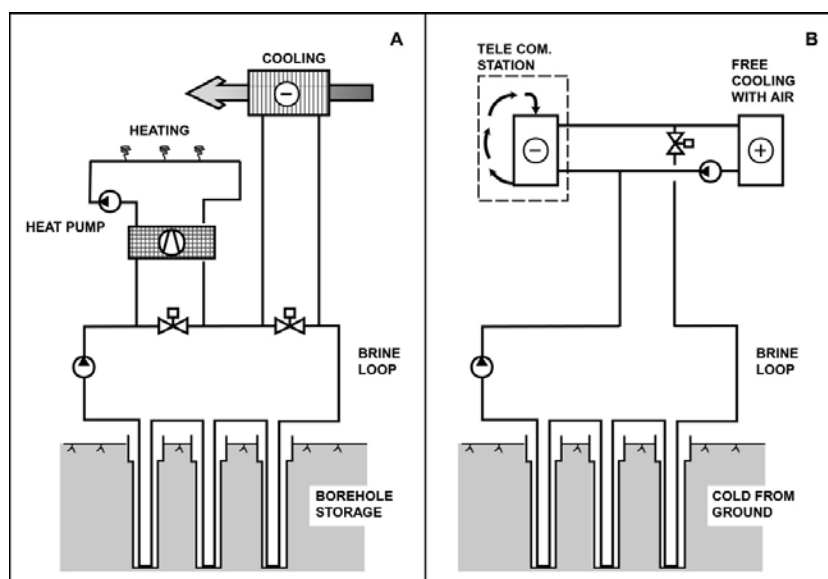 A
COOLING
HEATING
HEAT PUMP
BRINE
LOOP
BOREHOLE
STORAGE
B
TELE COM.
STATION
FREE
COOLING
WITH AIR
BRINE
LOOP
COLD FROM
GROUND